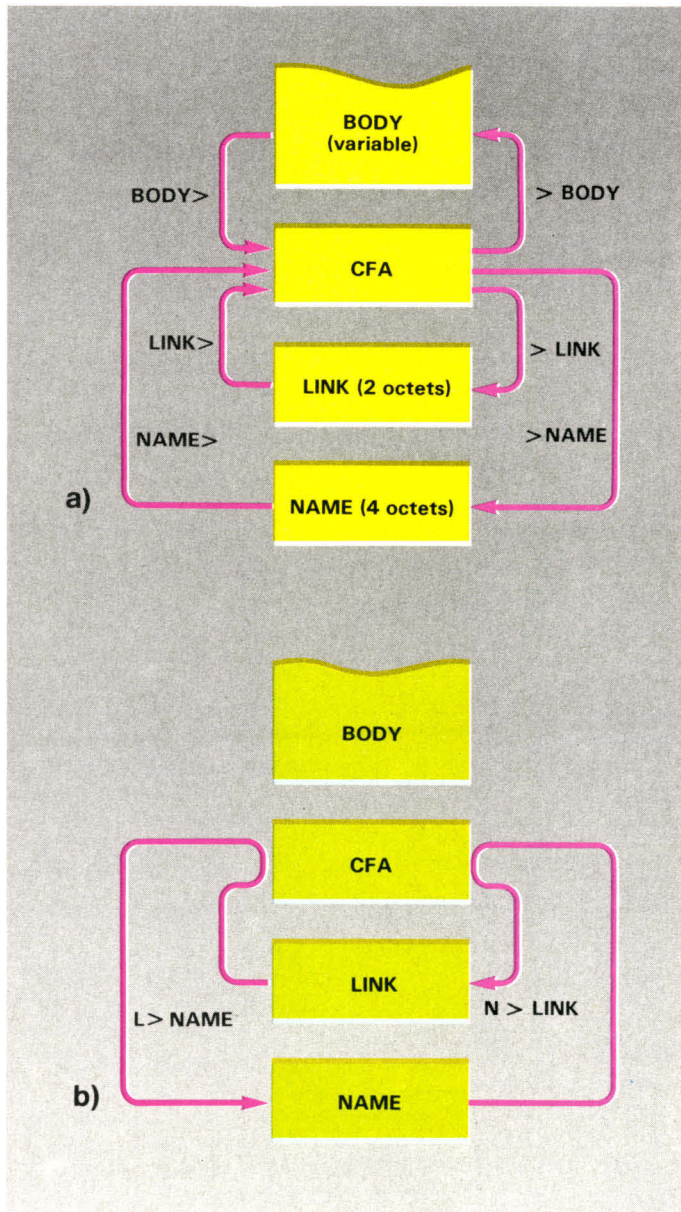 BODY
(variable)
BODY>
> BODY
CFA
LINK>
> LINK
LINK (2 octets)
NAME>
>NAME
a)
NAME (4 octets)
BODY
CFA
LINK
L> NAME
N > LINK
b)
NAME